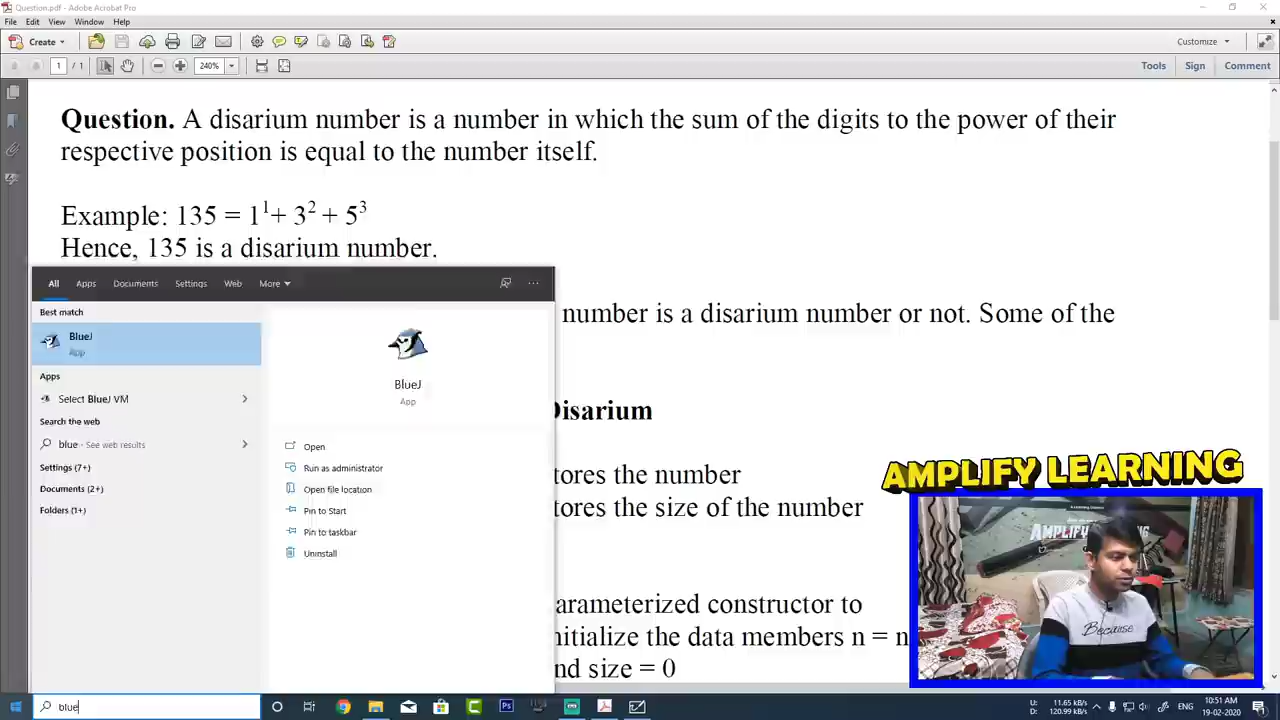 Question.pdf - Adobe Acrobat Pro
File Edit View Window Help
Create
Customize
1 / 1
240%
Tools Sign Comment
Question. A disarium number is a number in which the sum of the digits to the power of their
respective position is equal to the number itself.
Example: 135 = 1¹+ 3² + 5³
Hence, 135 is a disarium number.
All Apps Documents Settings Web More
Best match
BlueJ
App
Apps
Select BlueJ VM
Search the web
blue - See web results
Settings (7+)
Documents (2+)
Folders (1+)
BlueJ
App
Open
Run as administrator
Open file location
Pin to Start
Pin to taskbar
Uninstall
number is a disarium number or not. Some of the
Disarium
tores the number
tores the size of the number
arameterized constructor to
nitialize the data members n = n
nd size = 0
AMPLIFY LEARNING
AMPLIFY
Because
blue
U: 11.65 kB/s
D: 120.99 kB/s
ENG
10:51 AM
19-02-2020